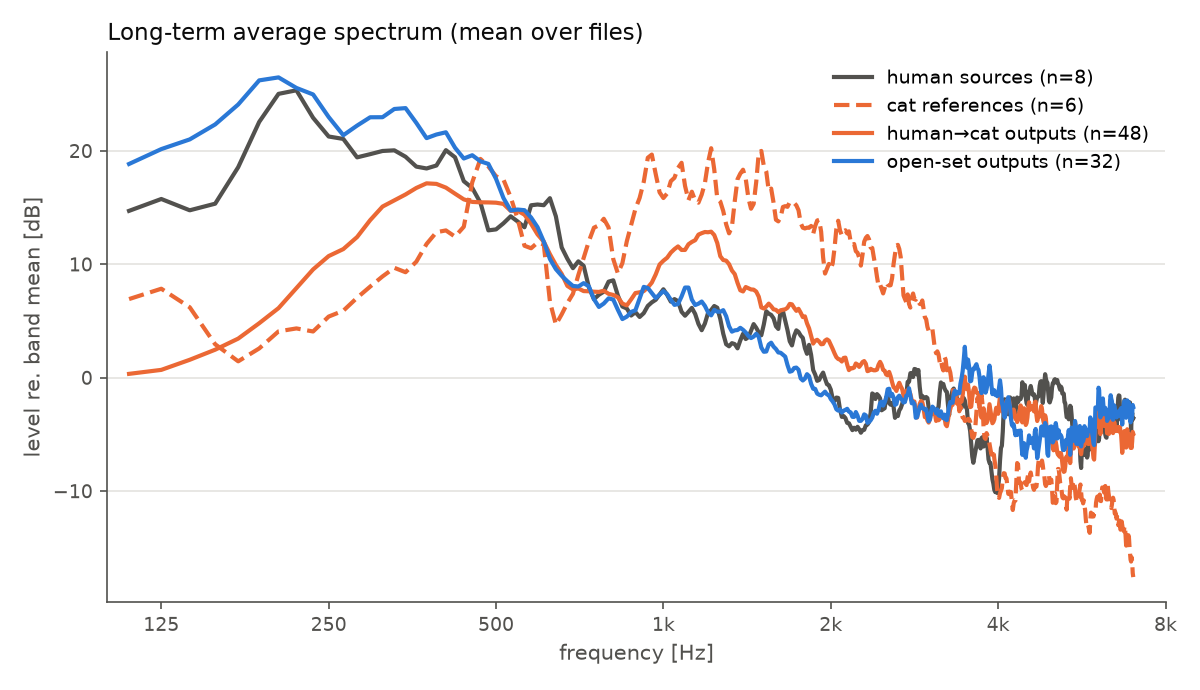 Long-term average spectrum (mean over files)
human sources (n=8)
cat references (n=6)
human→cat outputs (n=48)
open-set outputs (n=32)
level re. band mean [dB]
20
10
0
−10
125
250
500
1k
2k
4k
8k
frequency [Hz]